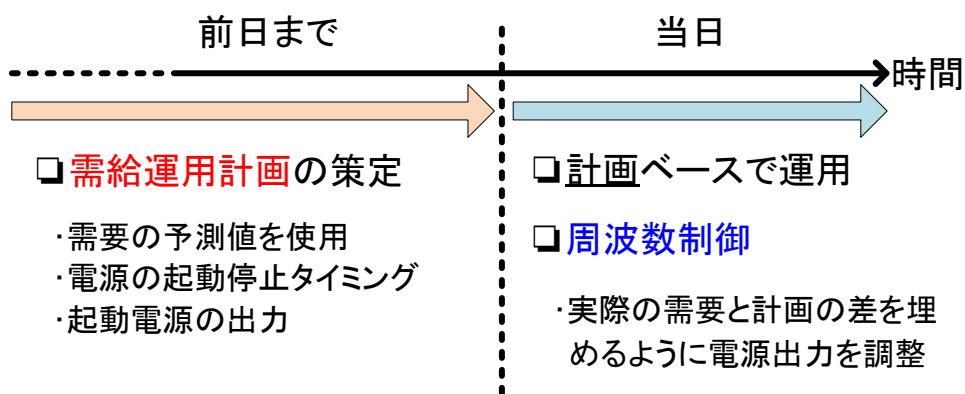 前日まで
当日
時間
❑需給運用計画の策定
・需要の予測値を使用
・電源の起動停止タイミング
・起動電源の出力
❑計画ベースで運用
❑周波数制御
・実際の需要と計画の差を埋
めるように電源出力を調整